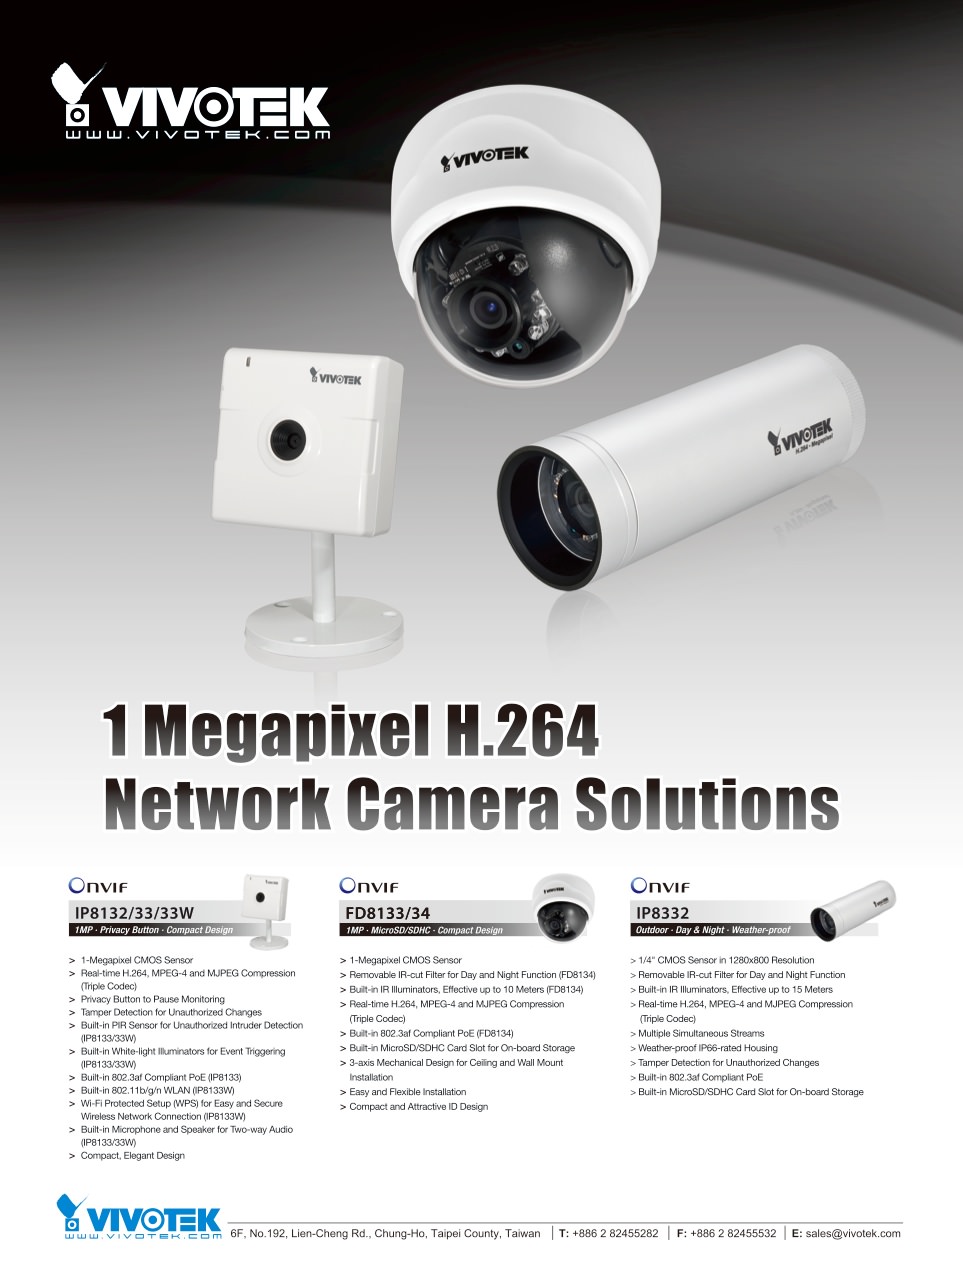 VIVOTEK
www.vivotek.com
VIVOTEK
VIVOTEK
VIVOTEK
H.264 • Megapixel
1 Megapixel H.264
Network Camera Solutions
ONVIF
IP8132/33/33W
1MP · Privacy Button · Compact Design
> 1-Megapixel CMOS Sensor
> Real-time H.264, MPEG-4 and MJPEG Compression
(Triple Codec)
> Privacy Button to Pause Monitoring
> Tamper Detection for Unauthorized Changes
> Built-in PIR Sensor for Unauthorized Intruder Detection
(IP8133/33W)
> Built-in White-light Illuminators for Event Triggering
(IP8133/33W)
> Built-in 802.3af Compliant PoE (IP8133)
> Built-in 802.11b/g/n WLAN (IP8133W)
> Wi-Fi Protected Setup (WPS) for Easy and Secure
Wireless Network Connection (IP8133W)
> Built-in Microphone and Speaker for Two-way Audio
(IP8133/33W)
> Compact, Elegant Design
ONVIF
FD8133/34
1MP · MicroSD/SDHC · Compact Design
> 1-Megapixel CMOS Sensor
> Removable IR-cut Filter for Day and Night Function (FD8134)
> Built-in IR Illuminators, Effective up to 10 Meters (FD8134)
> Real-time H.264, MPEG-4 and MJPEG Compression
(Triple Codec)
> Built-in 802.3af Compliant PoE (FD8134)
> Built-in MicroSD/SDHC Card Slot for On-board Storage
> 3-axis Mechanical Design for Ceiling and Wall Mount
Installation
> Easy and Flexible Installation
> Compact and Attractive ID Design
ONVIF
IP8332
Outdoor · Day & Night · Weather-proof
> 1/4" CMOS Sensor in 1280x800 Resolution
> Removable IR-cut Filter for Day and Night Function
> Built-in IR Illuminators, Effective up to 15 Meters
> Real-time H.264, MPEG-4 and MJPEG Compression
(Triple Codec)
> Multiple Simultaneous Streams
> Weather-proof IP66-rated Housing
> Tamper Detection for Unauthorized Changes
> Built-in 802.3af Compliant PoE
> Built-in MicroSD/SDHC Card Slot for On-board Storage
VIVOTEK
www.vivotek.com
6F, No.192, Lien-Cheng Rd., Chung-Ho, Taipei County, Taiwan | T: +886 2 82455282 | F: +886 2 82455532 | E: sales@vivotek.com